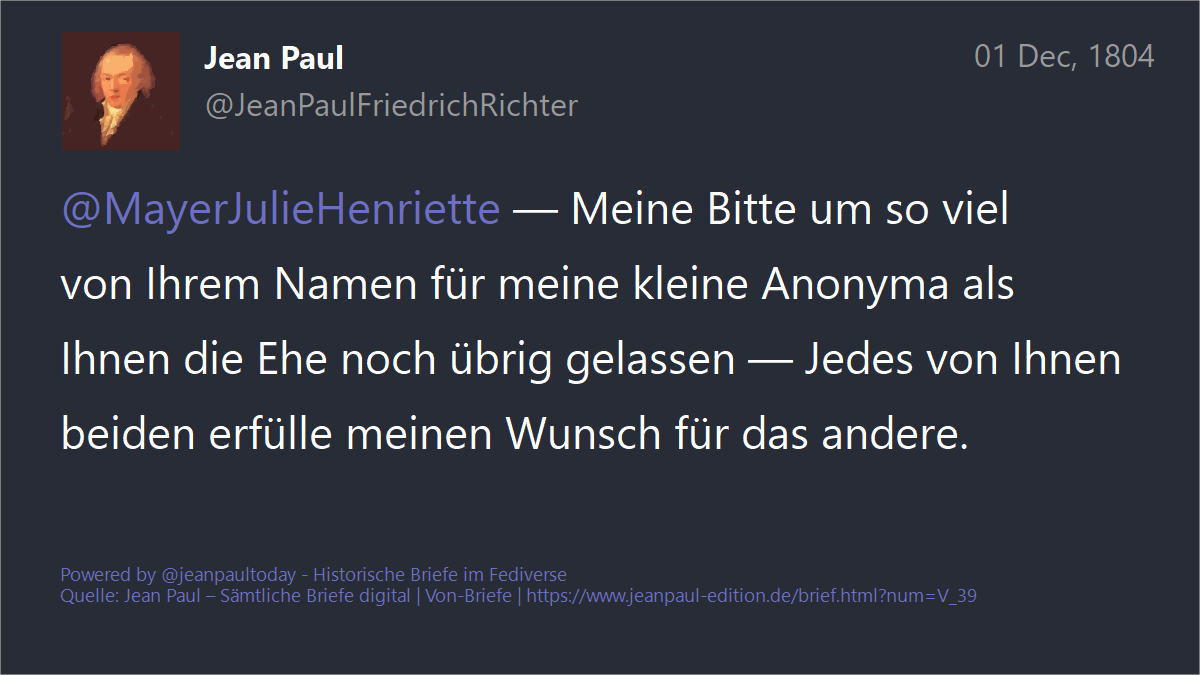 Jean Paul
01 Dec, 1804
@JeanPaulFriedrichRichter
@MayerJulieHenriette — Meine Bitte um so viel
von Ihrem Namen für meine kleine Anonyma als
Ihnen die Ehe noch übrig gelassen — Jedes von Ihnen
beiden erfülle meinen Wunsch für das andere.
Powered by @jeanpaultoday - Historische Briefe im Fediverse
Quelle: Jean Paul – Sämtliche Briefe digital | Von-Briefe | https://www.jeanpaul-edition.de/brief.html?num=V_39